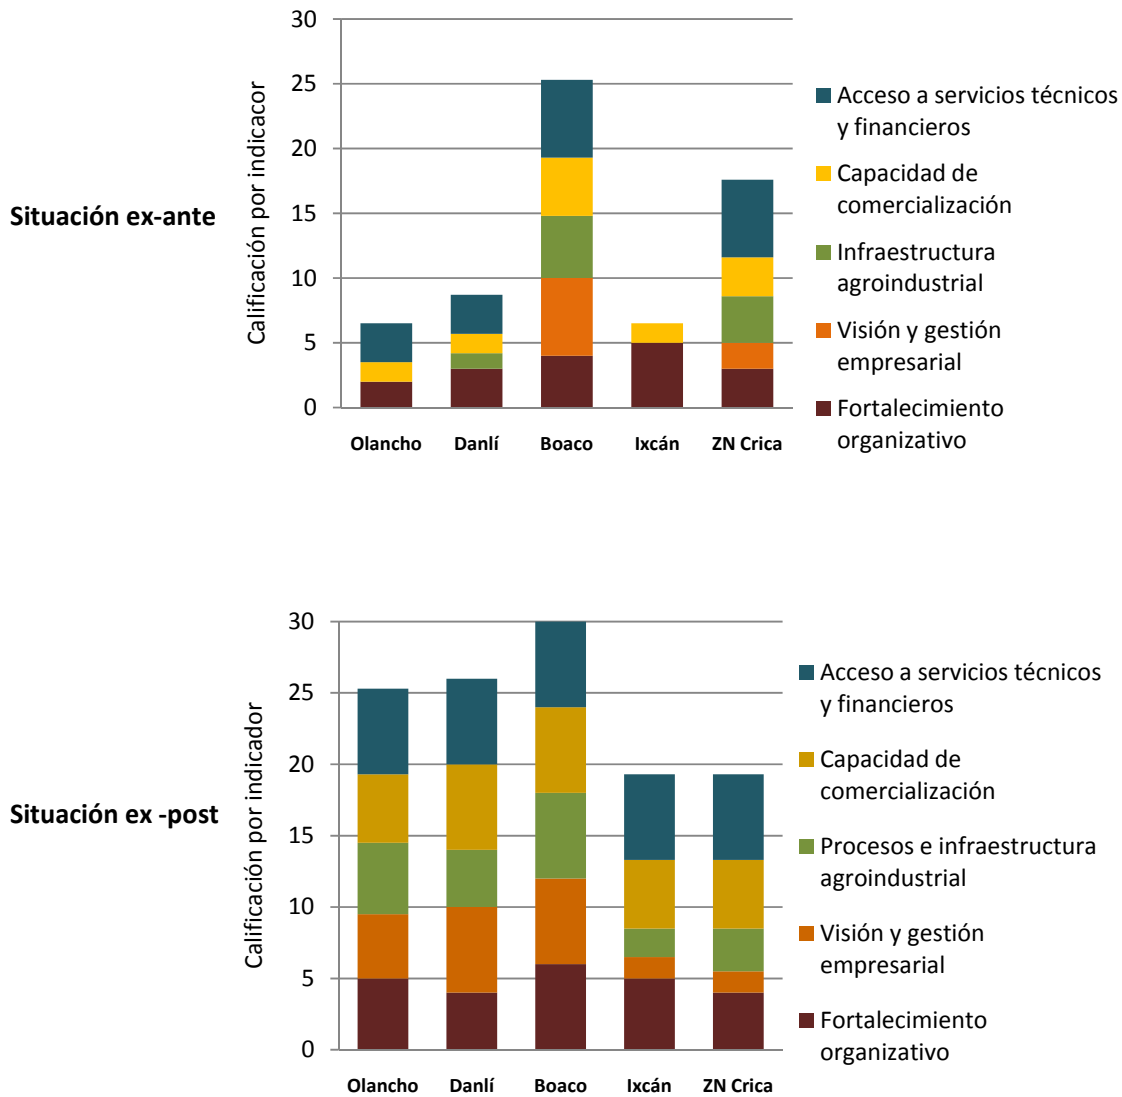 Situación ex-ante
Calificación por indicacor
30
25
20
15
10
5
0
Olancho
Danlí
Boaco
Ixcán
ZN Crica
Acceso a servicios técnicos
y financieros
Capacidad de
comercialización
Infraestructura
agroindustrial
Visión y gestión
empresarial
Fortalecimiento
organizativo
Situación ex -post
Calificación por indicador
30
25
20
15
10
5
0
Olancho
Danlí
Boaco
Ixcán
ZN Crica
Acceso a servicios técnicos
y financieros
Capacidad de
comercialización
Procesos e infraestructura
agroindustrial
Visión y gestión
empresarial
Fortalecimiento
organizativo